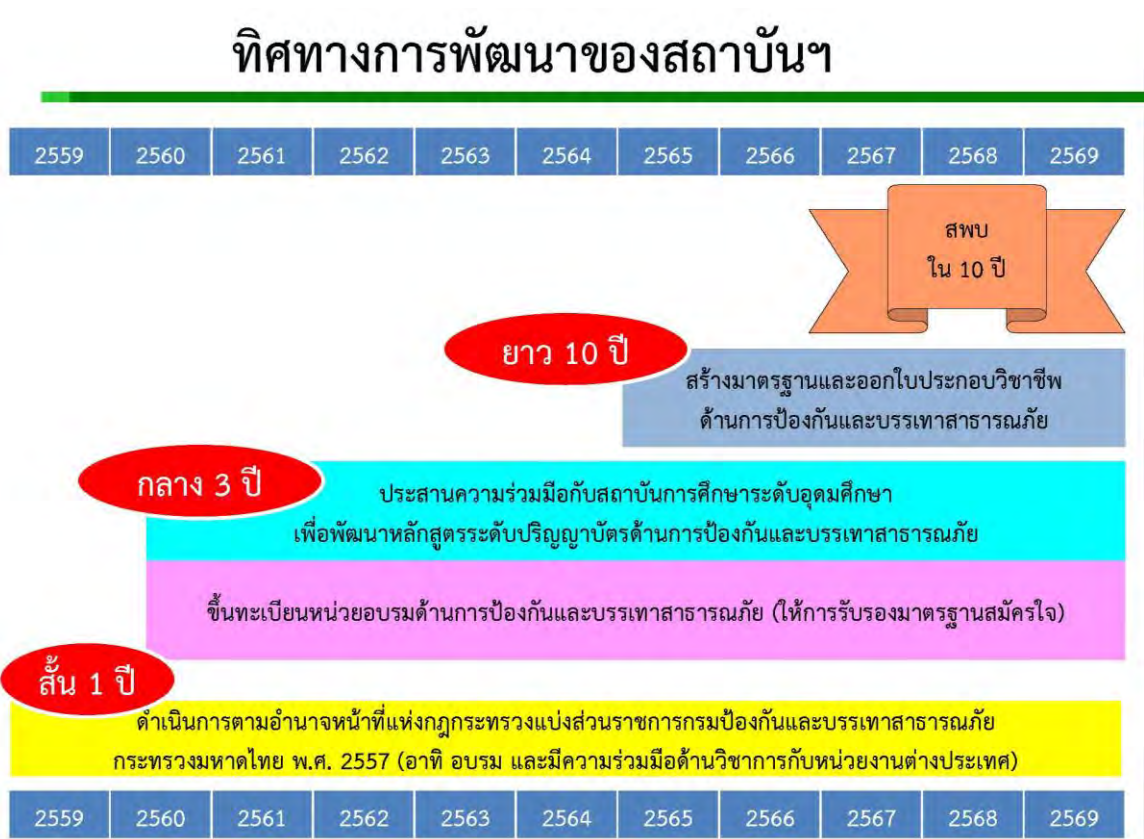 ทิศทางการพัฒนาของสถาบันฯ
2559 2560 2561 2562 2563 2564 2565 2566 2567 2568 2569
สพบ
ใน 10 ปี
ยาว 10 ปี
สร้างมาตรฐานและออกใบประกอบวิชาชีพ
ด้านการป้องกันและบรรเทาสาธารณภัย
กลาง 3 ปี
ประสานความร่วมมือกับสถาบันการศึกษาระดับอุดมศึกษา
เพื่อพัฒนาหลักสูตรระดับปริญญาบัตรด้านการป้องกันและบรรเทาสาธารณภัย
ขึ้นทะเบียนหน่วยอบรมด้านการป้องกันและบรรเทาสาธารณภัย (ให้การรับรองมาตรฐานสมัครใจ)
สั้น 1 ปี
ดำเนินการตามอำนาจหน้าที่แห่งกฎกระทรวงแบ่งส่วนราชการกรมป้องกันและบรรเทาสาธารณภัย
กระทรวงมหาดไทย พ.ศ. 2557 (อาทิ อบรม และมีความร่วมมือด้านวิชาการกับหน่วยงานต่างประเทศ)
2559 2560 2561 2562 2563 2564 2565 2566 2567 2568 2569